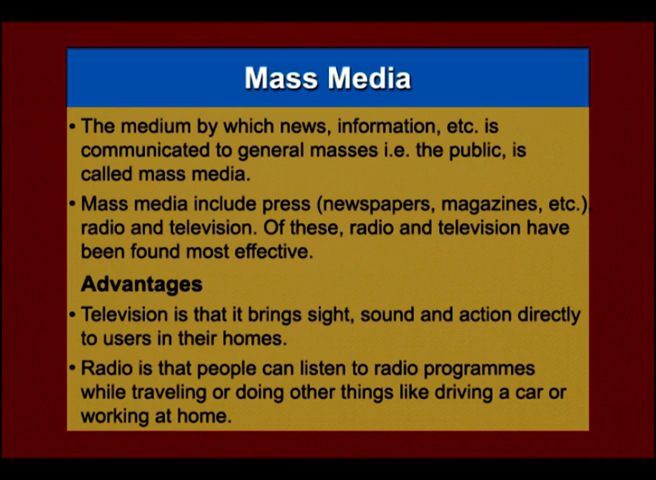 Mass Media
• The medium by which news, information, etc. is
communicated to general masses i.e. the public, is
called mass media.
• Mass media include press (newspapers, magazines, etc.),
radio and television. Of these, radio and television have
been found most effective.
Advantages
• Television is that it brings sight, sound and action directly
to users in their homes.
• Radio is that people can listen to radio programmes
while traveling or doing other things like driving a car or
working at home.